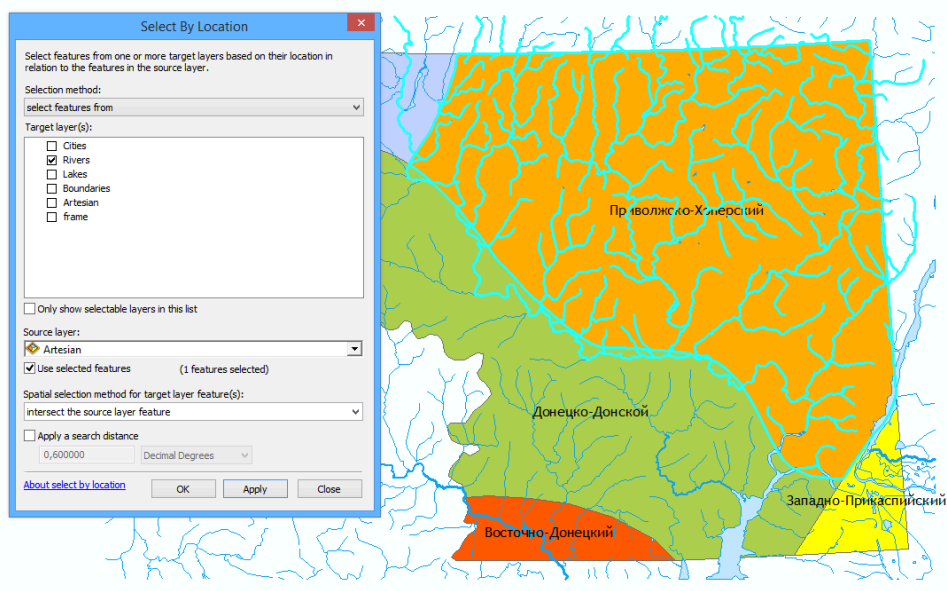 Select By Location
Select features from one or more target layers based on their location in
relation to the features in the source layer.
Selection method:
select features from
Target layer(s):
Cities
Rivers
Lakes
Boundaries
Artesian
frame
Only show selectable layers in this list
Source layer:
Artesian
Use selected features (1 features selected)
Spatial selection method for target layer feature(s):
intersect the source layer feature
Apply a search distance
0,600000 Decimal Degrees
About select by location OK Apply Close
Приволжско-Хоперский
Донецко-Донской
Западно-Прикаспийский
Восточно-Донецкий